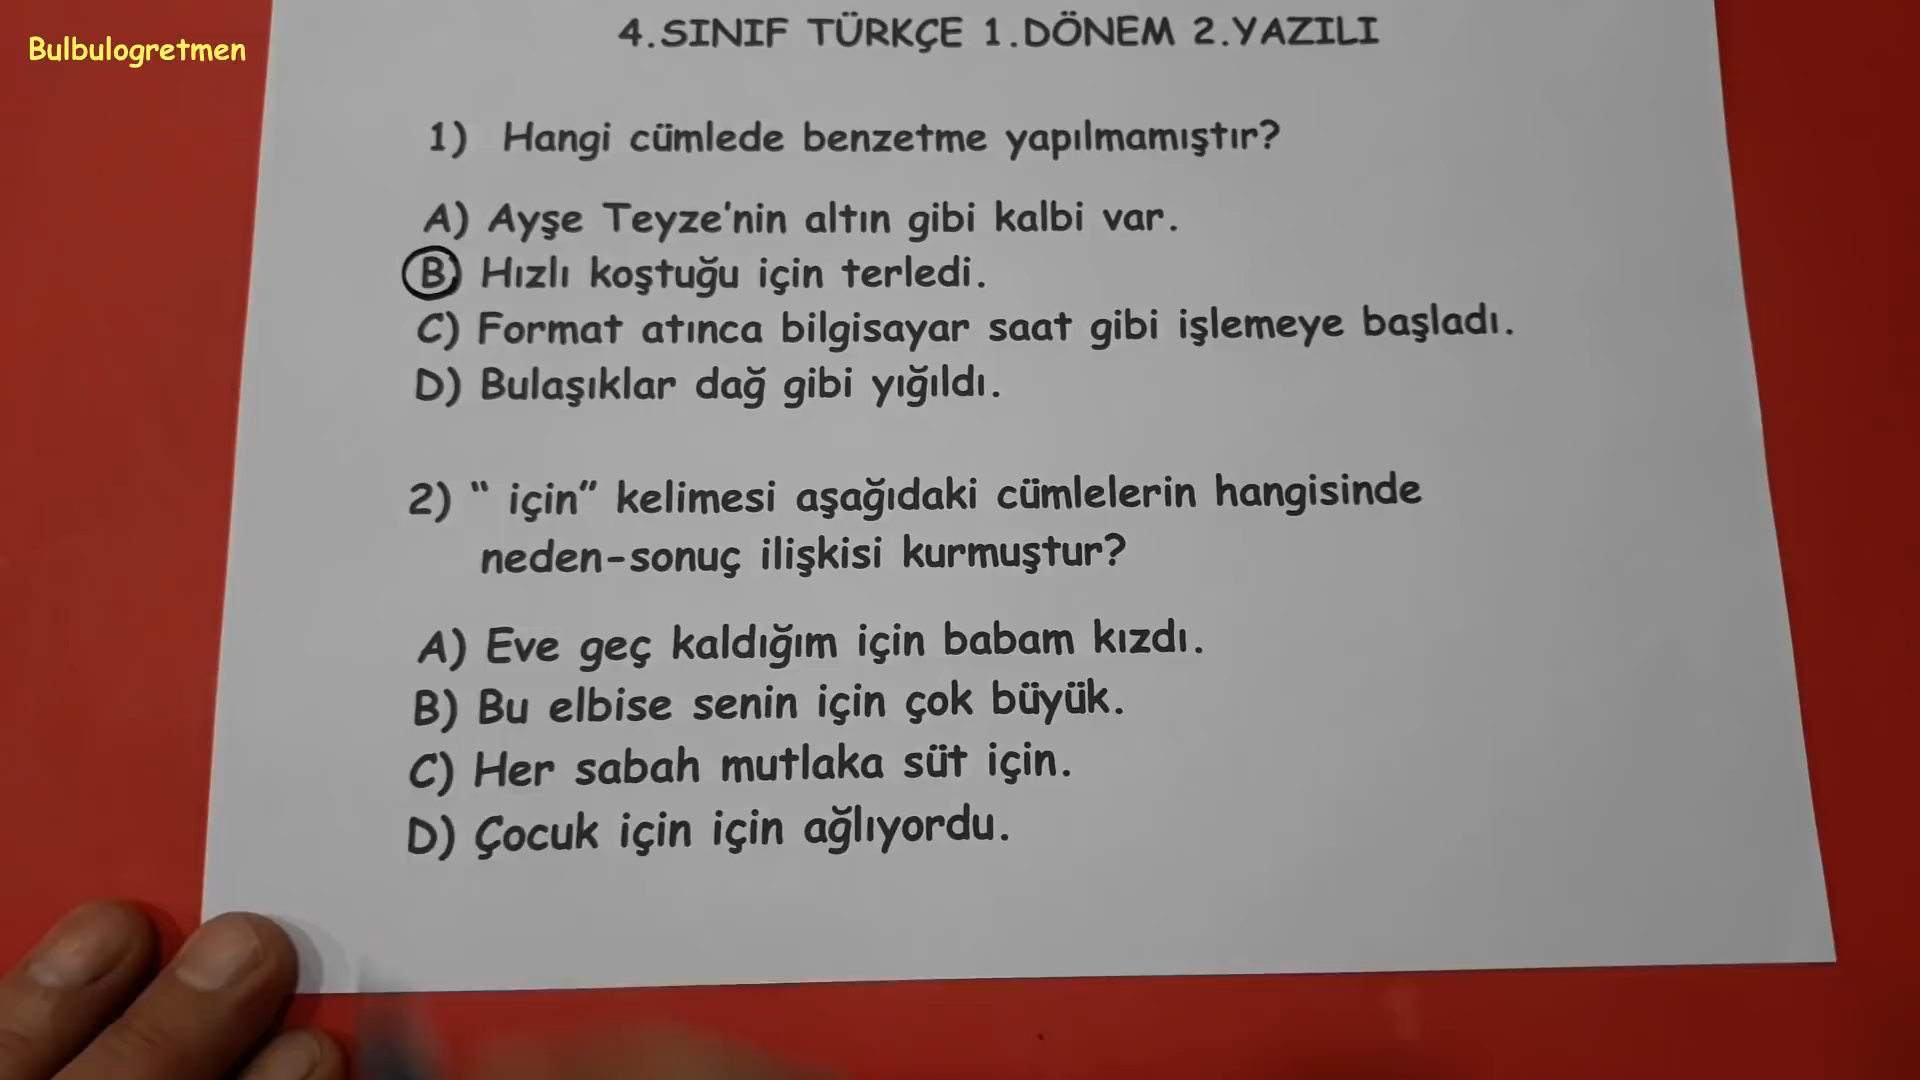 Bulbulogretmen
4.SINIF TÜRKÇE 1.DÖNEM 2.YAZILI
1) Hangi cümlede benzetme yapılmamıştır?
A) Ayşe Teyze'nin altın gibi kalbi var.
B) Hızlı koştuğu için terledi.
C) Format atınca bilgisayar saat gibi işlemeye başladı.
D) Bulaşıklar dağ gibi yığıldı.
2) “ için” kelimesi aşağıdaki cümlelerin hangisinde
neden-sonuç ilişkisi kurmuştur?
A) Eve geç kaldığım için babam kızdı.
B) Bu elbise senin için çok büyük.
C) Her sabah mutlaka süt için.
D) Çocuk için için ağlıyordu.